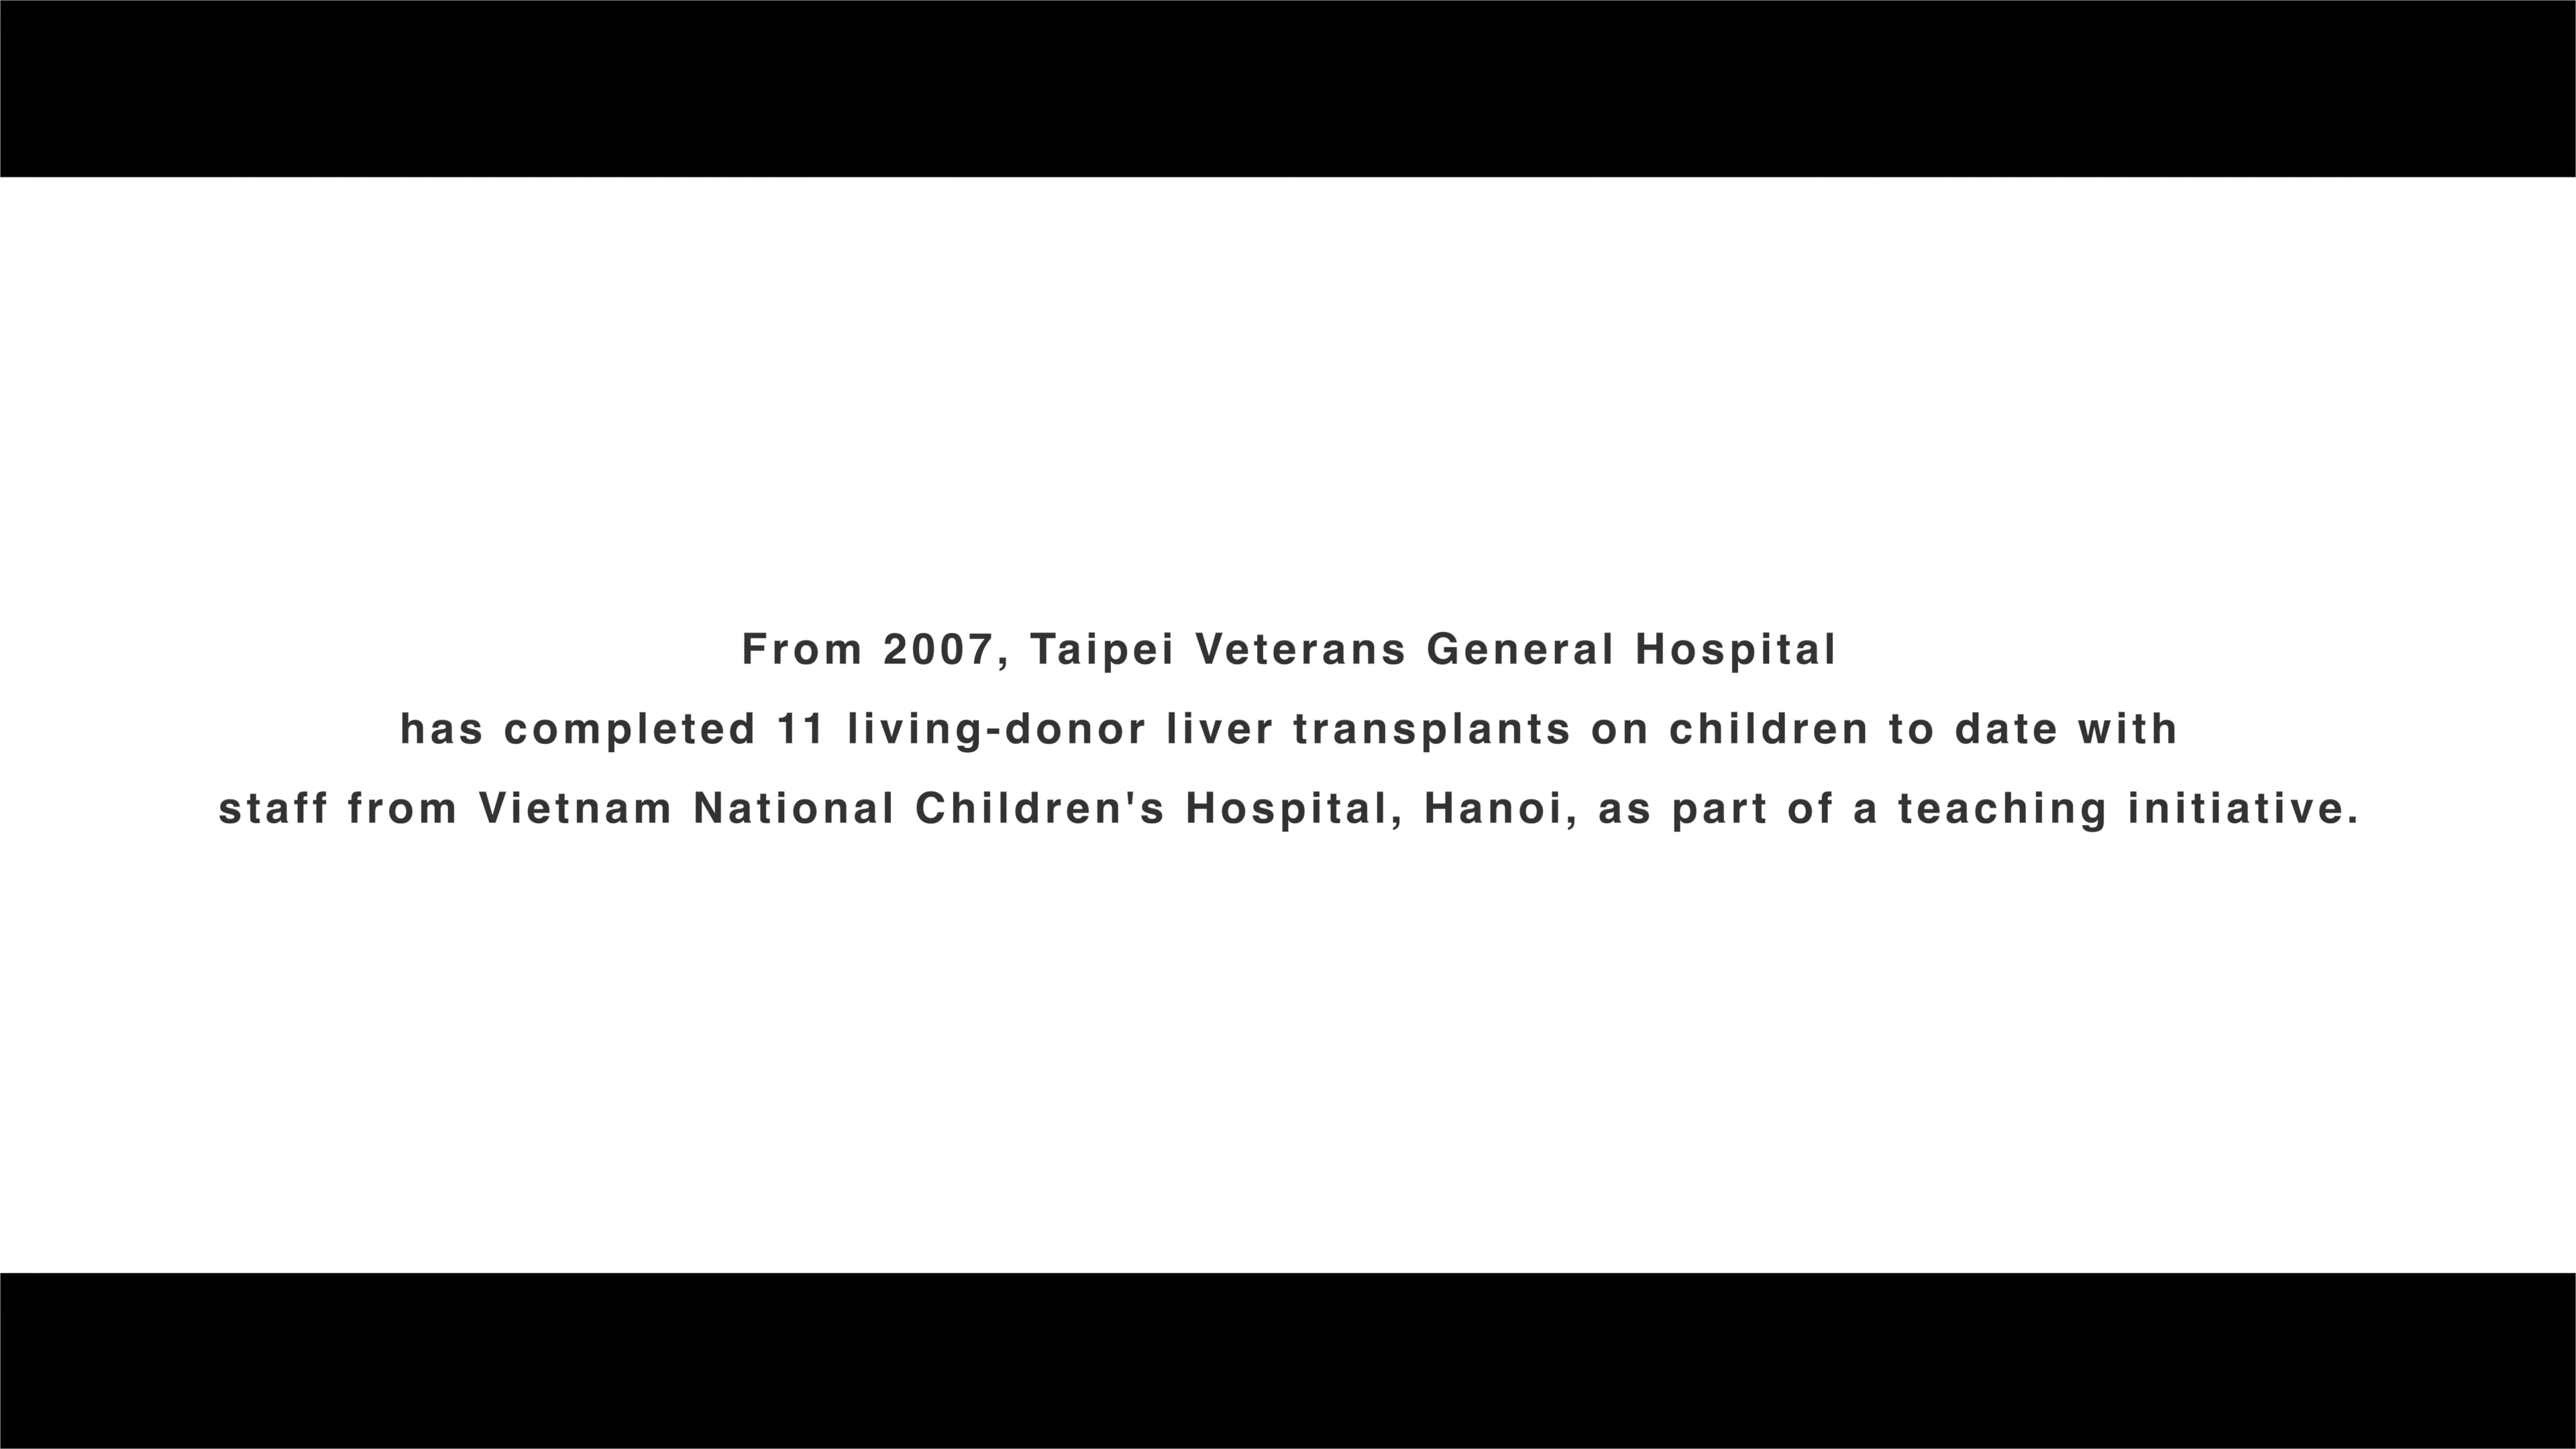 From 2007, Taipei Veterans General Hospital
has completed 11 living-donor liver transplants on children to date with
staff from Vietnam National Children's Hospital, Hanoi, as part of a teaching initiative.